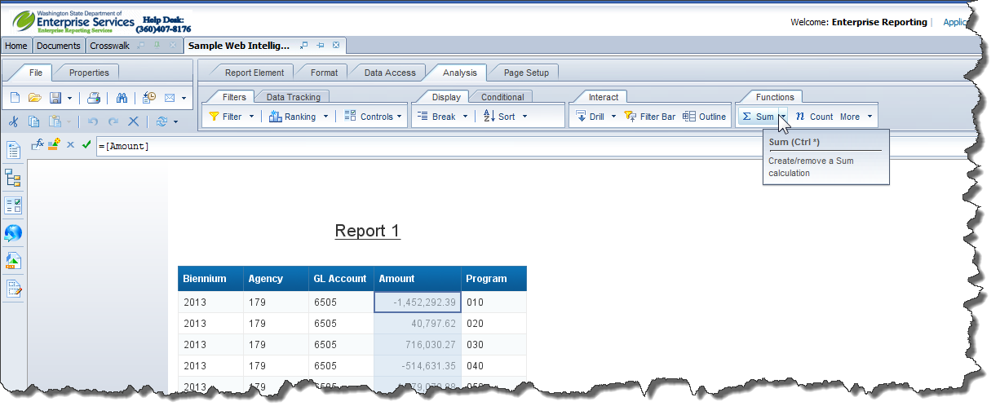 Washington State Department of
Enterprise Services
Enterprise Reporting Services
Help Desk:
(360)407-8176
Welcome: Enterprise Reporting | Applic
Home Documents Crosswalk Sample Web Intellig...
File Properties
Report Element Format Data Access Analysis Page Setup
Filters Data Tracking Display Conditional Interact Functions
Filter Ranking Controls Break Sort Drill Filter Bar Outline Σ Sum n Count More
=[Amount]
Sum (Ctrl *)
Create/remove a Sum
calculation
Report 1
Biennium Agency GL Account Amount Program
2013 179 6505 -1,452,292.39 010
2013 179 6505 40,797.62 020
2013 179 6505 716,030.27 030
2013 179 6505 -514,631.35 040
2013 179 6505